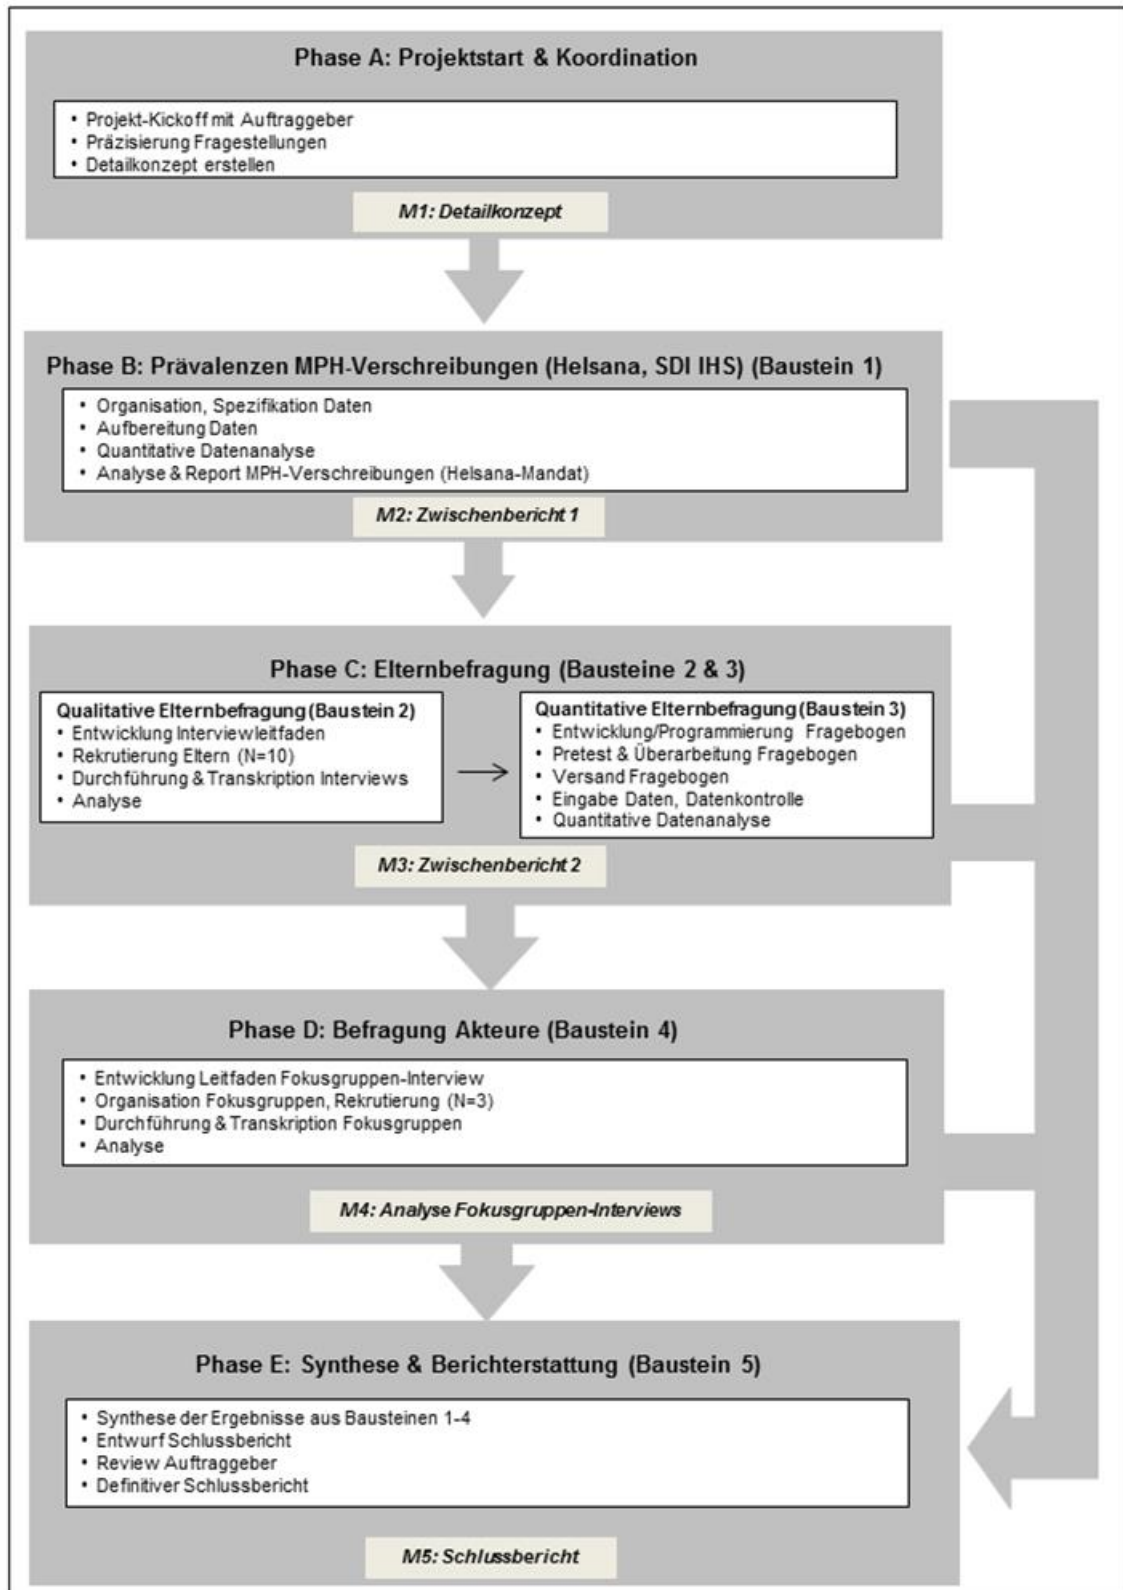 Phase A: Projektstart & Koordination
• Projekt-Kickoff mit Auftraggeber
• Präzisierung Fragestellungen
• Detailkonzept erstellen
M1: Detailkonzept
Phase B: Prävalenzen MPH-Verschreibungen (Helsana, SDI IHS) (Baustein 1)
• Organisation, Spezifikation Daten
• Aufbereitung Daten
• Quantitative Datenanalyse
• Analyse & Report MPH-Verschreibungen (Helsana-Mandat)
M2: Zwischenbericht 1
Phase C: Elternbefragung (Bausteine 2 & 3)
Qualitative Elternbefragung (Baustein 2)
• Entwicklung Interviewleitfaden
• Rekrutierung Eltern (N=10)
• Durchführung & Transkription Interviews
• Analyse
Quantitative Elternbefragung (Baustein 3)
• Entwicklung/Programmierung Fragebogen
• Pretest & Überarbeitung Fragebogen
• Versand Fragebogen
• Eingabe Daten, Datenkontrolle
• Quantitative Datenanalyse
M3: Zwischenbericht 2
Phase D: Befragung Akteure (Baustein 4)
• Entwicklung Leitfaden Fokusgruppen-Interview
• Organisation Fokusgruppen, Rekrutierung (N=3)
• Durchführung & Transkription Fokusgruppen
• Analyse
M4: Analyse Fokusgruppen-Interviews
Phase E: Synthese & Berichterstattung (Baustein 5)
• Synthese der Ergebnisse aus Bausteinen 1-4
• Entwurf Schlussbericht
• Review Auftraggeber
• Definitiver Schlussbericht
M5: Schlussbericht